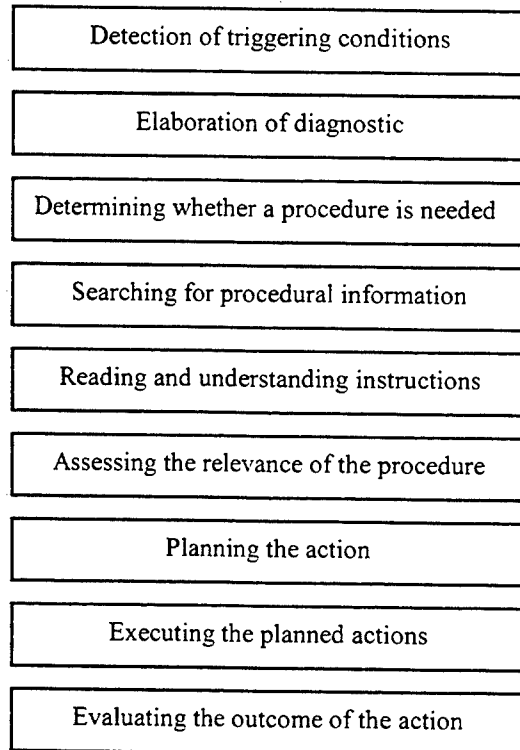 Detection of triggering conditions
Elaboration of diagnostic
Determining whether a procedure is needed
Searching for procedural information
Reading and understanding instructions
Assessing the relevance of the procedure
Planning the action
Executing the planned actions
Evaluating the outcome of the action